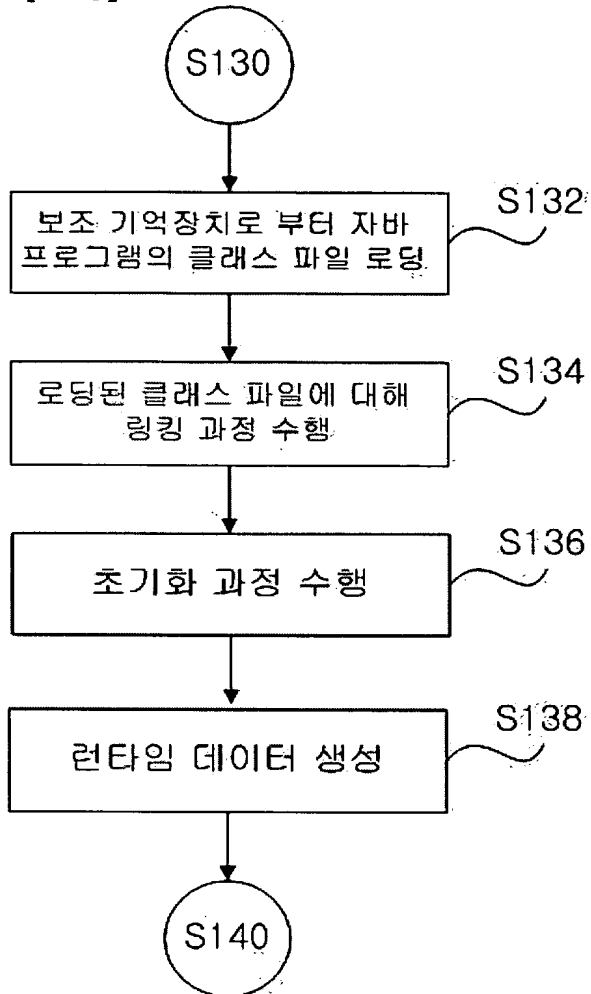 S130
S132
보조 기억장치로 부터 자바
프로그램의 클래스 파일 로딩
S134
로딩된 클래스 파일에 대해
링킹 과정 수행
S136
초기화 과정 수행
S138
런타임 데이터 생성
S140